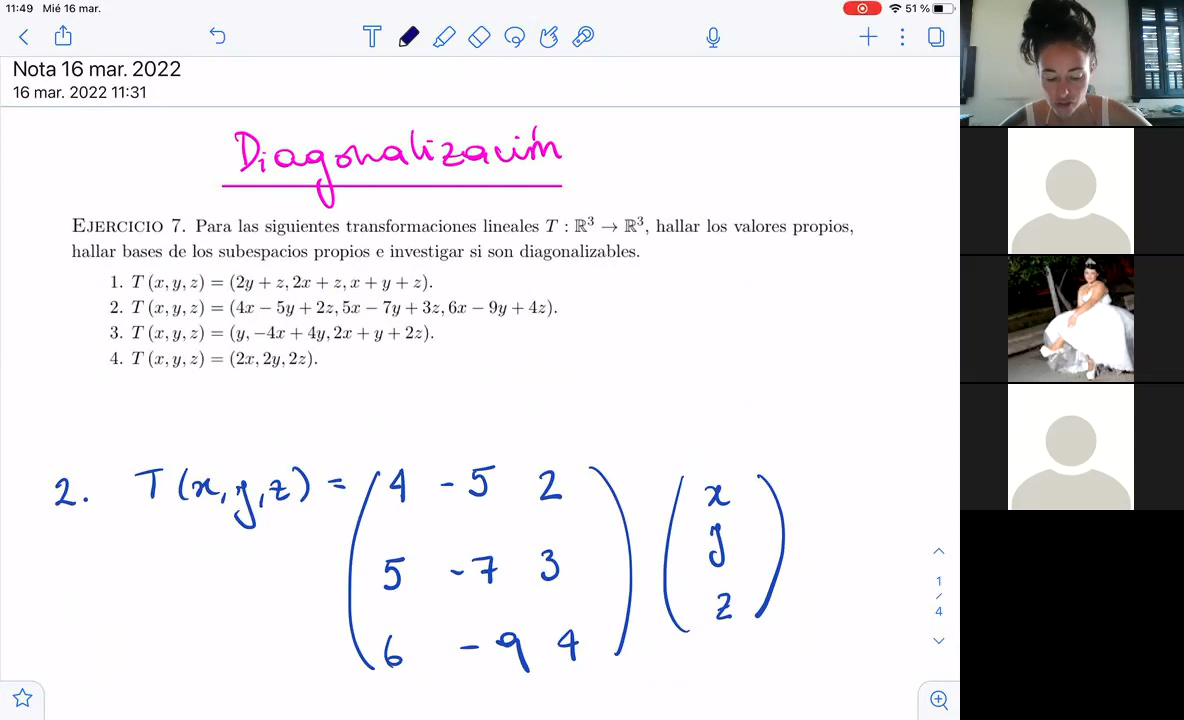 11:49 Mié 16 mar.
51 %
Nota 16 mar. 2022
16 mar. 2022 11:31
Diagonalización
EJERCICIO 7. Para las siguientes transformaciones lineales T : ℝ³ → ℝ³, hallar los valores propios,
hallar bases de los subespacios propios e investigar si son diagonalizables.
1. T (x, y, z) = (2y + z, 2x + z, x + y + z).
2. T (x, y, z) = (4x − 5y + 2z, 5x − 7y + 3z, 6x − 9y + 4z).
3. T (x, y, z) = (y, −4x + 4y, 2x + y + 2z).
4. T (x, y, z) = (2x, 2y, 2z).
2. T (x, y, z) = ( 4 -5 2 ) ( x )
5 -7 3 y
6 -9 4 z
1
/
4